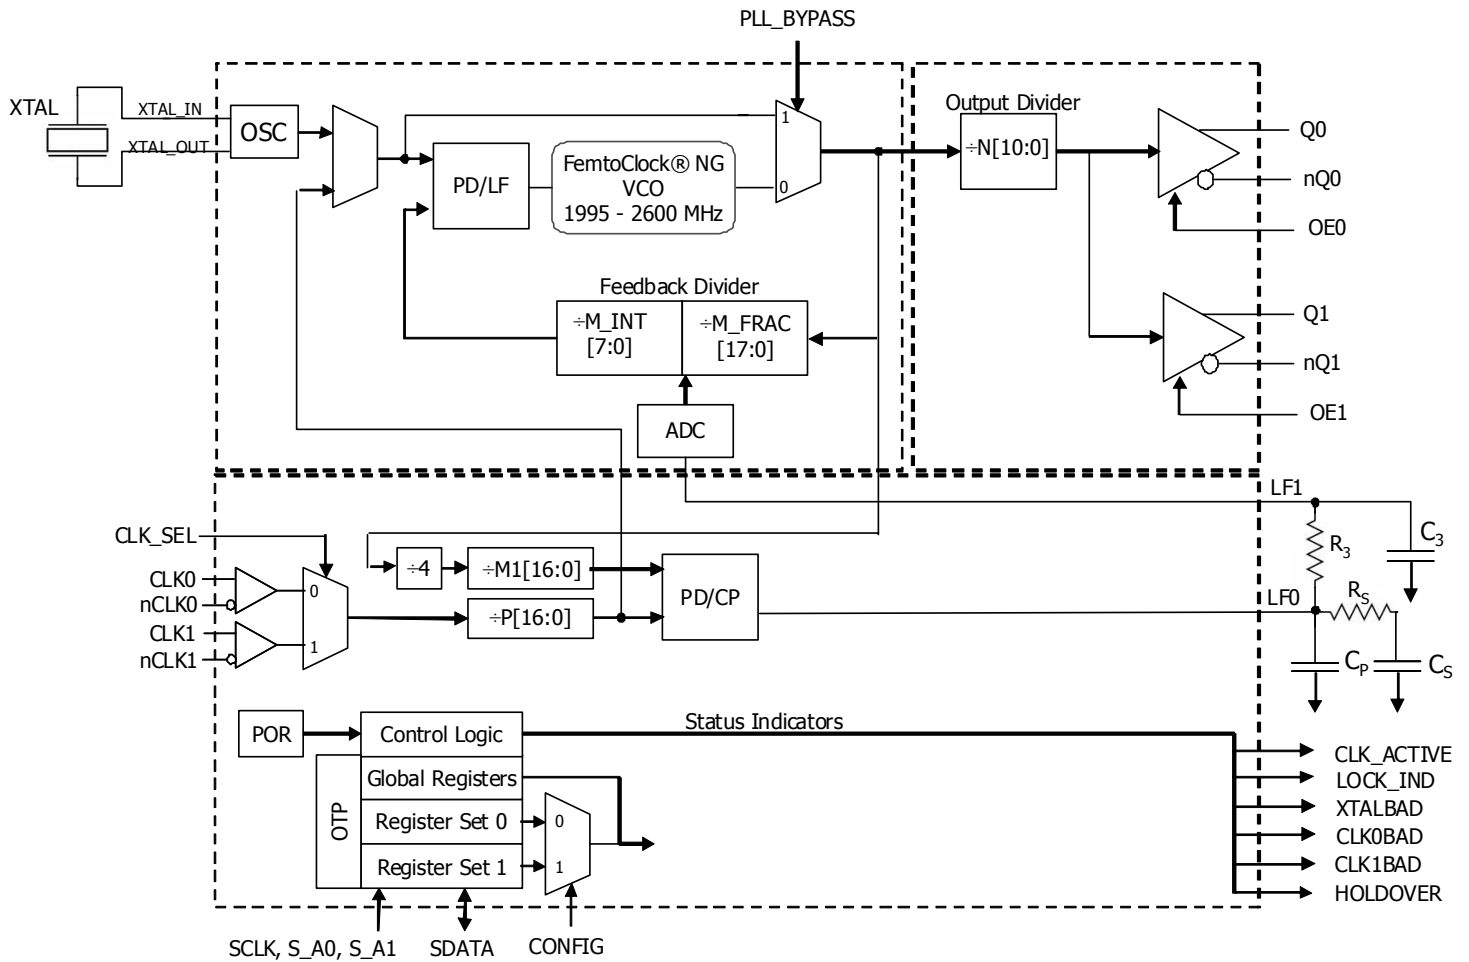 PLL_BYPASS
XTAL
XTAL_IN
XTAL_OUT
OSC
PD/LF
FemtoClock® NG
VCO
1995 - 2600 MHz
1
0
Output Divider
÷N[10:0]
Q0
nQ0
OE0
Q1
nQ1
OE1
Feedback Divider
÷M_INT
[7:0]
÷M_FRAC
[17:0]
ADC
LF1
CLK_SEL
CLK0
nCLK0
CLK1
nCLK1
0
1
÷4
÷M1[16:0]
÷P[16:0]
PD/CP
LF0
R3
C3
RS
CP
CS
POR
Control Logic
Status Indicators
Global Registers
OTP
Register Set 0
Register Set 1
0
1
CLK_ACTIVE
LOCK_IND
XTALBAD
CLK0BAD
CLK1BAD
HOLDOVER
SCLK, S_A0, S_A1
SDATA
CONFIG